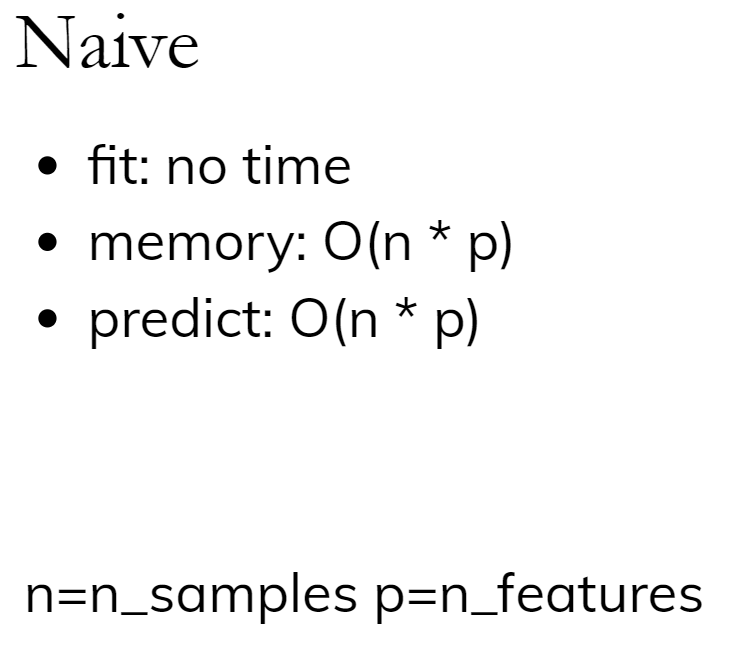 Naive
• fit: no time
• memory: O(n * p)
• predict: O(n * p)
n=n_samples p=n_features